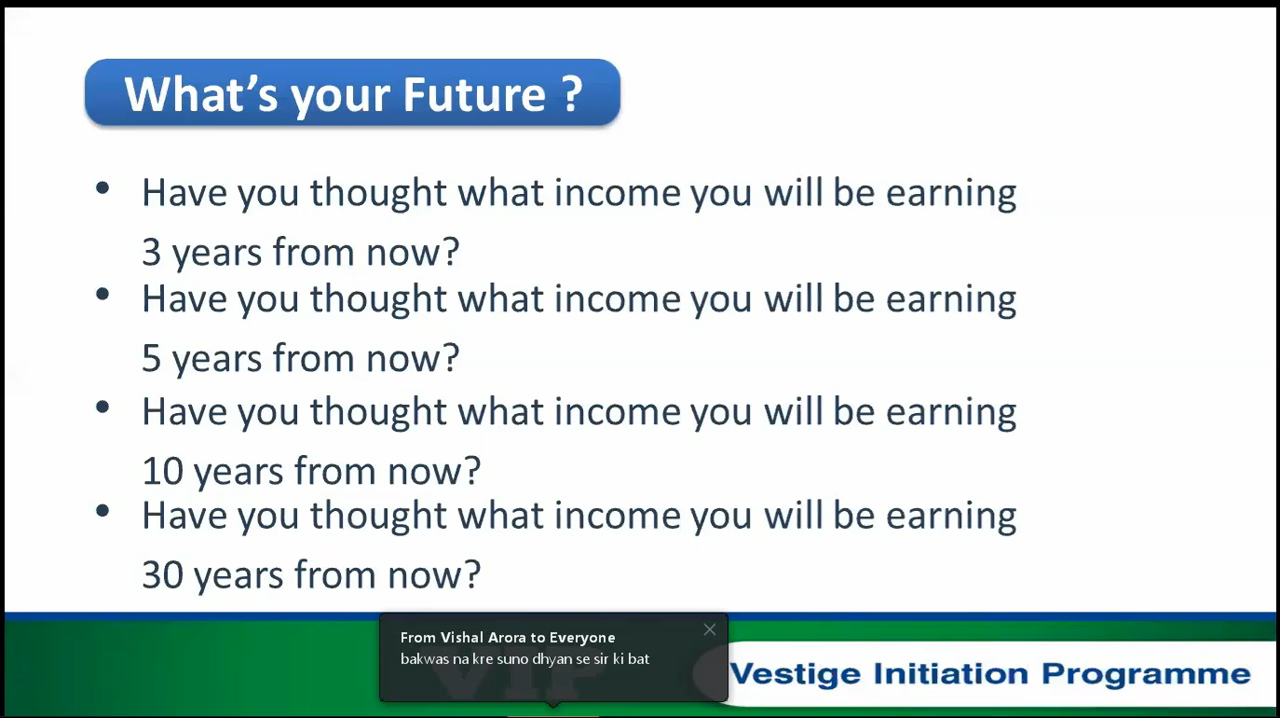 What's your Future ?
• Have you thought what income you will be earning
3 years from now?
• Have you thought what income you will be earning
5 years from now?
• Have you thought what income you will be earning
10 years from now?
• Have you thought what income you will be earning
30 years from now?
From Vishal Arora to Everyone
bakwas na kre suno dhyan se sir ki bat
VIP
Vestige Initiation Programme